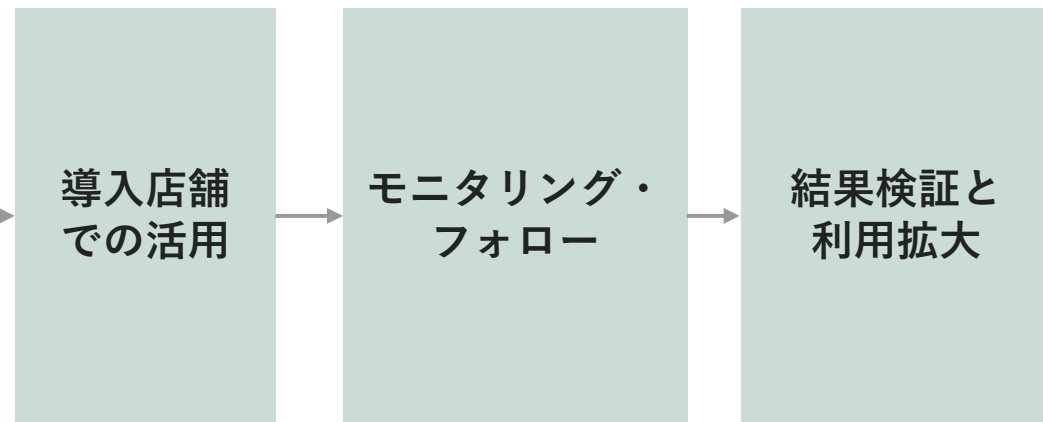 導入店舗
での活用
モニタリング・
フォロー
結果検証と
利用拡大